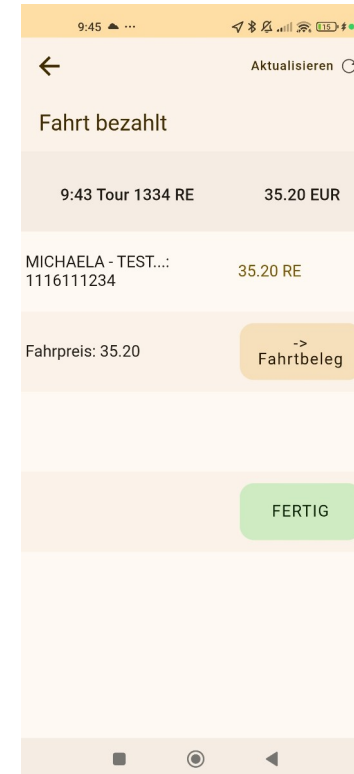 9:45 ...
15
Aktualisieren
Fahrt bezahlt
9:43 Tour 1334 RE 35.20 EUR
MICHAELA - TEST...:
1116111234
35.20 RE
Fahrpreis: 35.20
->
Fahrtbeleg
FERTIG